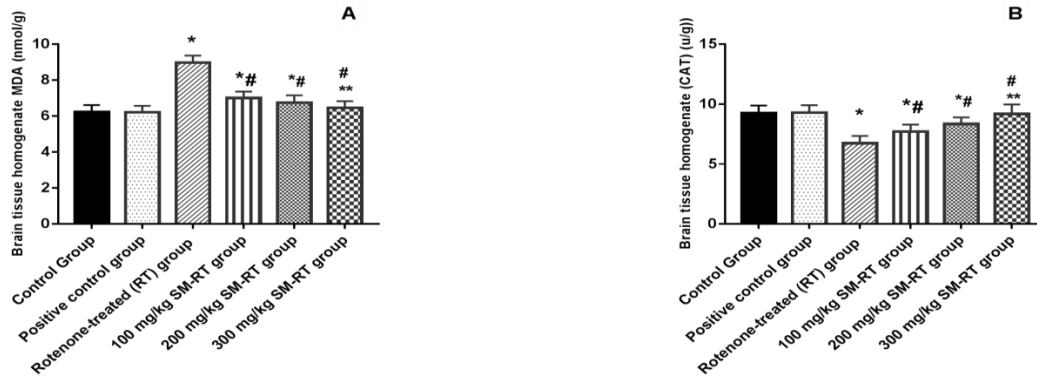 A
Brain tissue homogenate MDA (nmol/g)
10
8
6
4
2
0
*
*#
*#
#
**
Control Group
Positive control group
Rotenone-treated (RT) group
100 mg/kg SM-RT group
200 mg/kg SM-RT group
300 mg/kg SM-RT group
B
Brain tissue homogenate (CAT) (u/g))
15
10
5
0
*
*#
*#
#
**
Control Group
Positive control group
Rotenone-treated (RT) group
100 mg/kg SM-RT group
200 mg/kg SM-RT group
300 mg/kg SM-RT group